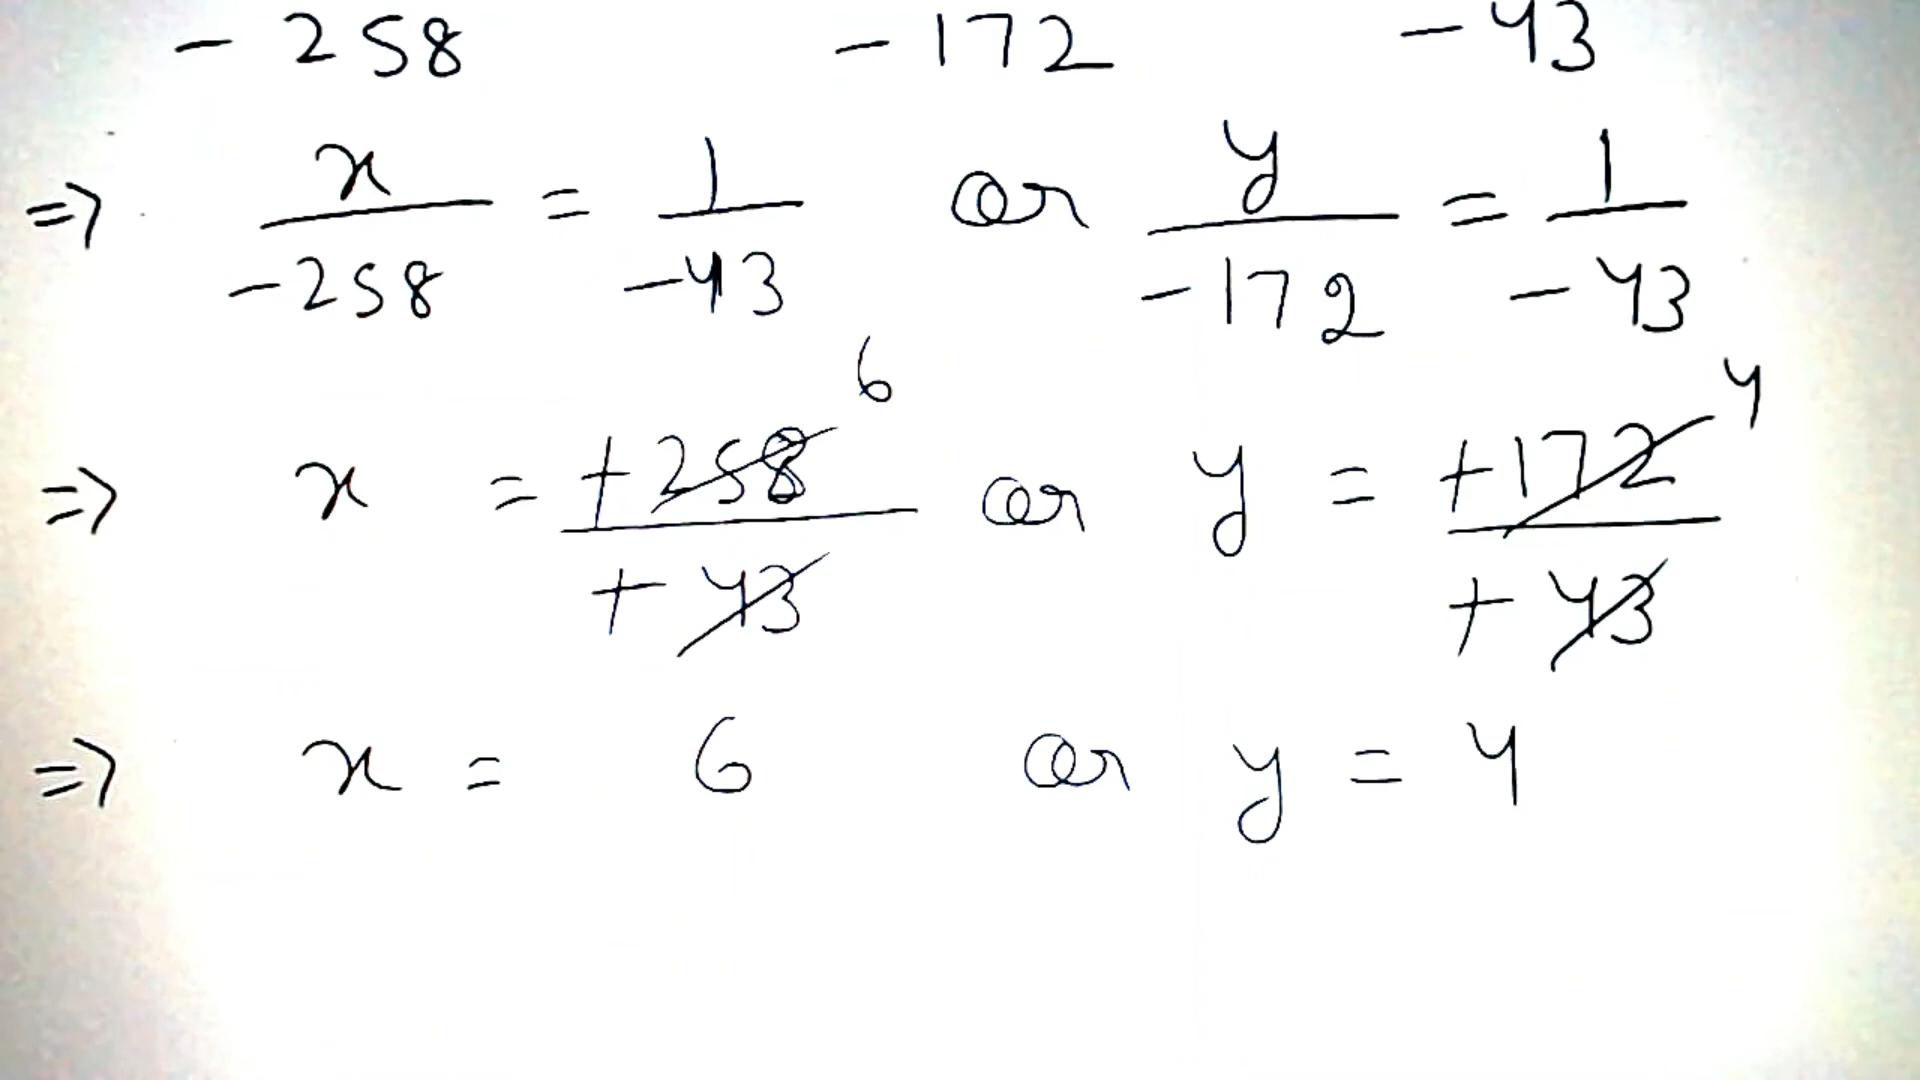 -258 -172 -43
⇒ x/-258 = 1/-43 or y/-172 = 1/-43
⇒ x = +258/+43 6 or y = +172/+43 4
⇒ x = 6 or y = 4